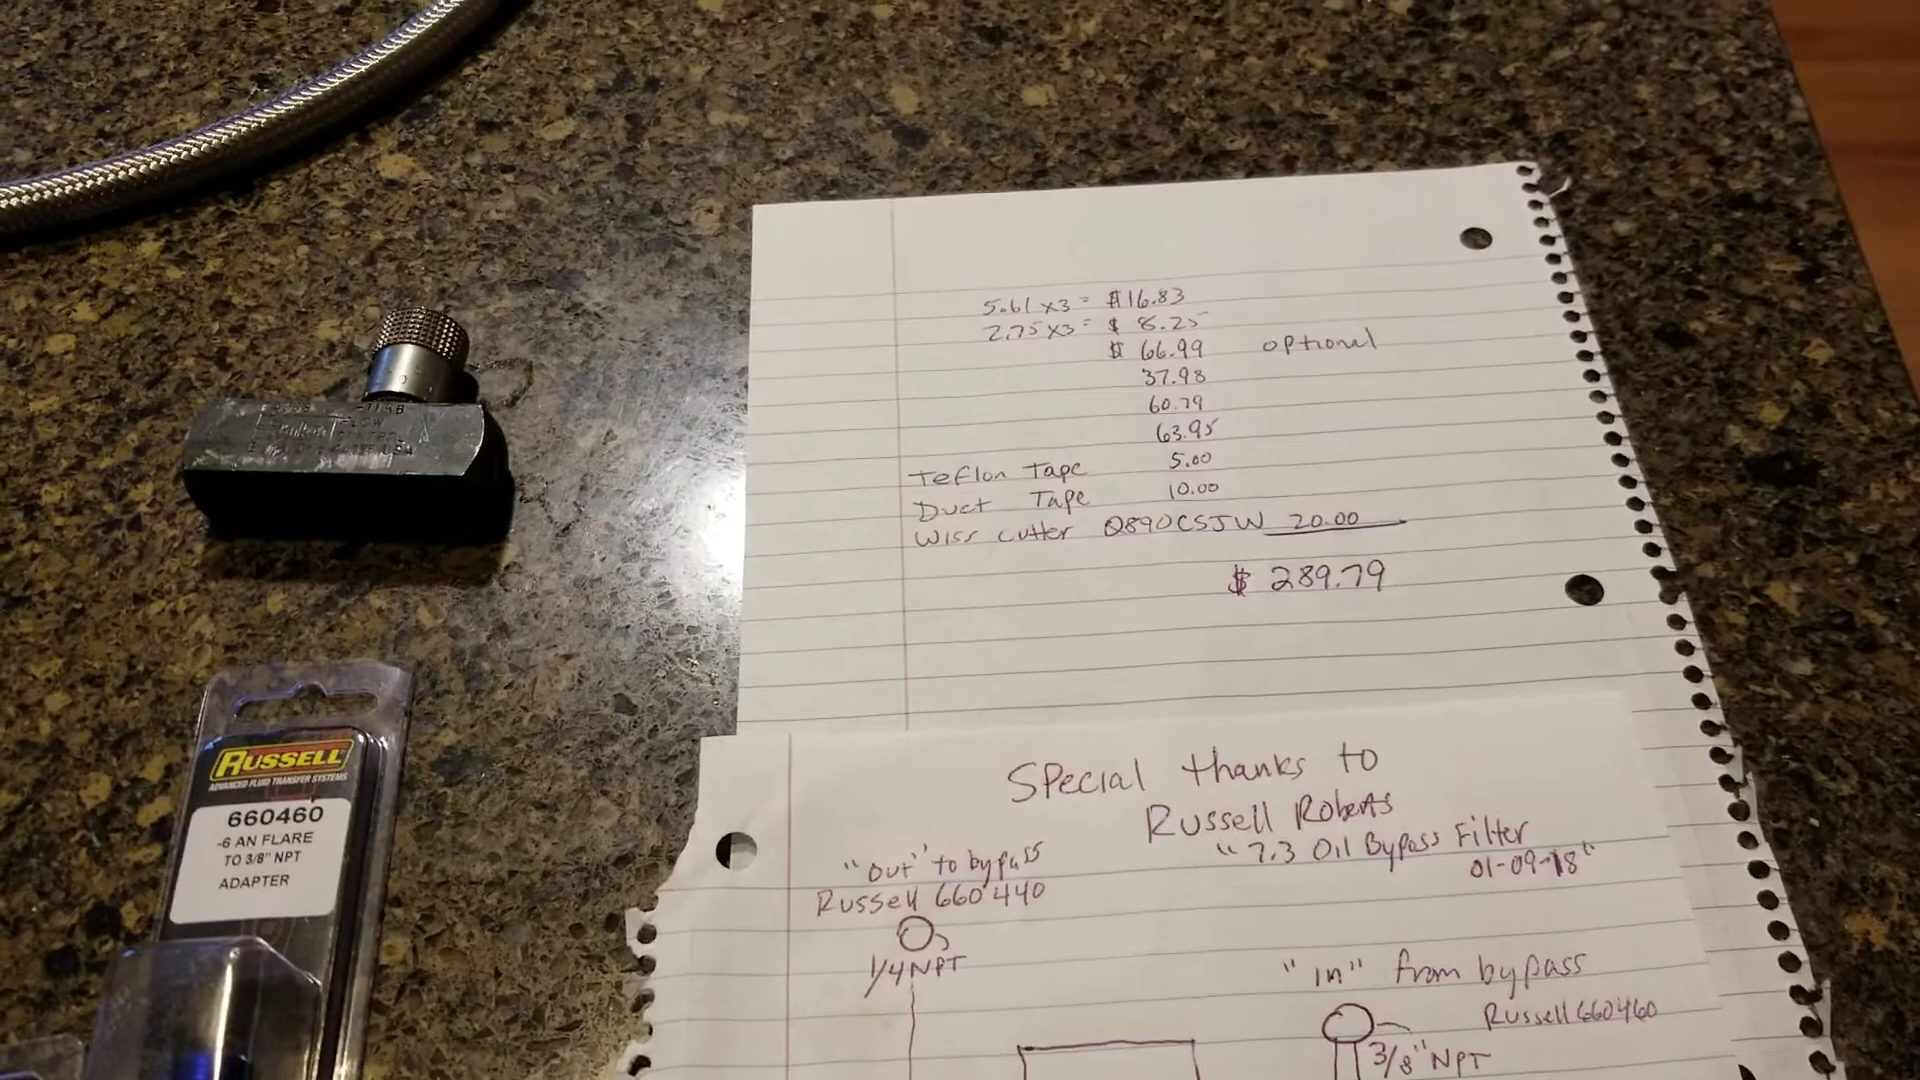 5.61 x3 = $16.83
2.75 x3 = $ 8.25
$ 66.99 optional
37.98
60.79
63.95
Teflon Tape 5.00
Duct Tape 10.00
Wiss cutter Q890CSJW 20.00
$ 289.79
RUSSELL
ADVANCED FLUID TRANSFER SYSTEMS
660460
-6 AN FLARE
TO 3/8" NPT
ADAPTER
Special thanks to
Russell Roberts
"7.3 Oil Bypass Filter
01-09-18"
"out" to bypass
Russell 660440
1/4 NPT
"in" from bypass
Russell 660460
3/8" NPT